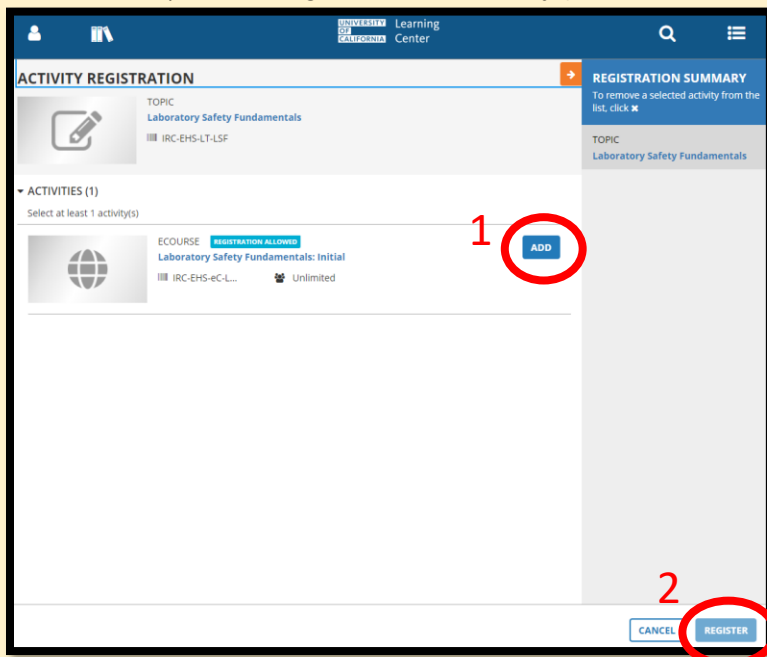 UNIVERSITY
OF
CALIFORNIA
Learning
Center
ACTIVITY REGISTRATION
TOPIC
Laboratory Safety Fundamentals
IRC-EHS-LT-LSF
ACTIVITIES (1)
Select at least 1 activity(s)
1
ECOURSE REGISTRATION ALLOWED
ADD
Laboratory Safety Fundamentals: Initial
IRC-EHS-eC-L... Unlimited
REGISTRATION SUMMARY
To remove a selected activity from the
list, click ×
TOPIC
Laboratory Safety Fundamentals
2
CANCEL REGISTER